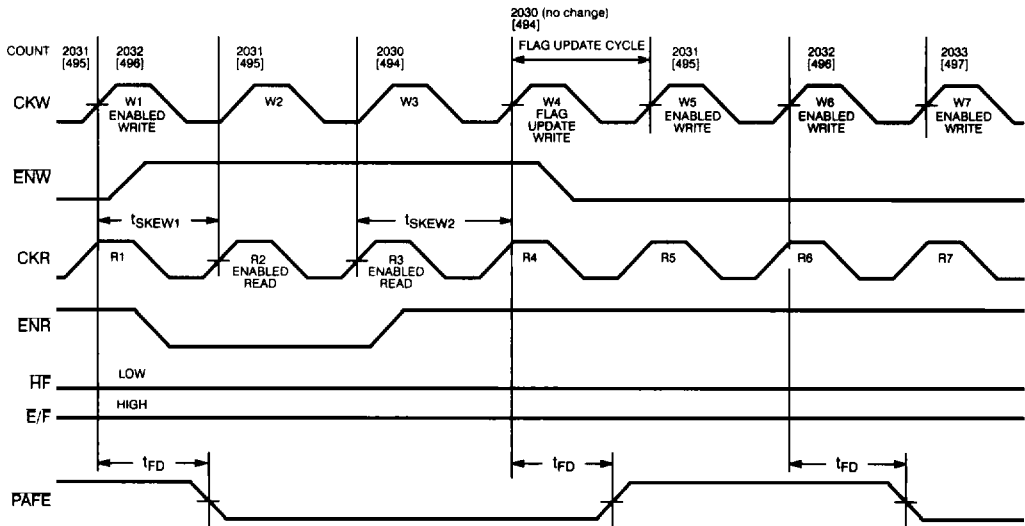 2030 (no change)
[494]
COUNT
2031
[495]
2032
[496]
2031
[495]
2030
[494]
FLAG UPDATE CYCLE
2031
[495]
2032
[496]
2033
[497]
CKW
W1
ENABLED
WRITE
W2
W3
W4
FLAG
UPDATE
WRITE
W5
ENABLED
WRITE
W6
ENABLED
WRITE
W7
ENABLED
WRITE
ENW
tSKEW1
tSKEW2
CKR
R1
R2
ENABLED
READ
R3
ENABLED
READ
R4
R5
R6
R7
ENR
HF
LOW
E/F
HIGH
tFD
tFD
tFD
PAFE